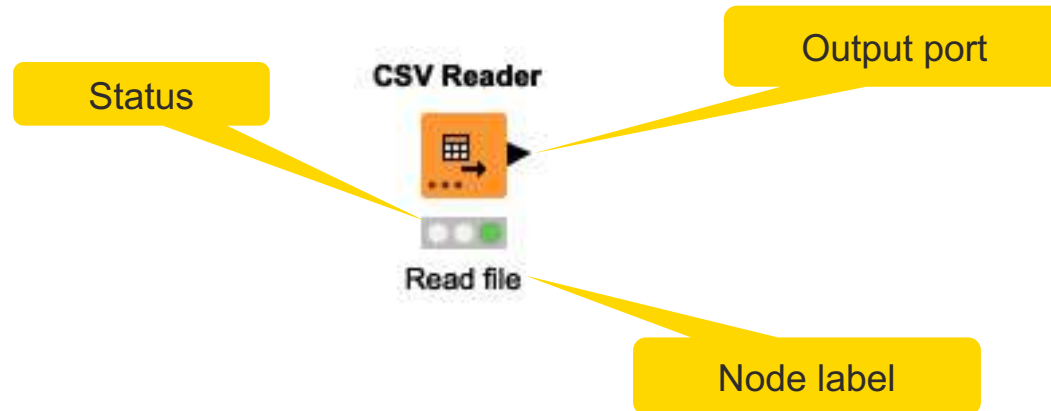 Output port
Status
CSV Reader
Read file
Node label